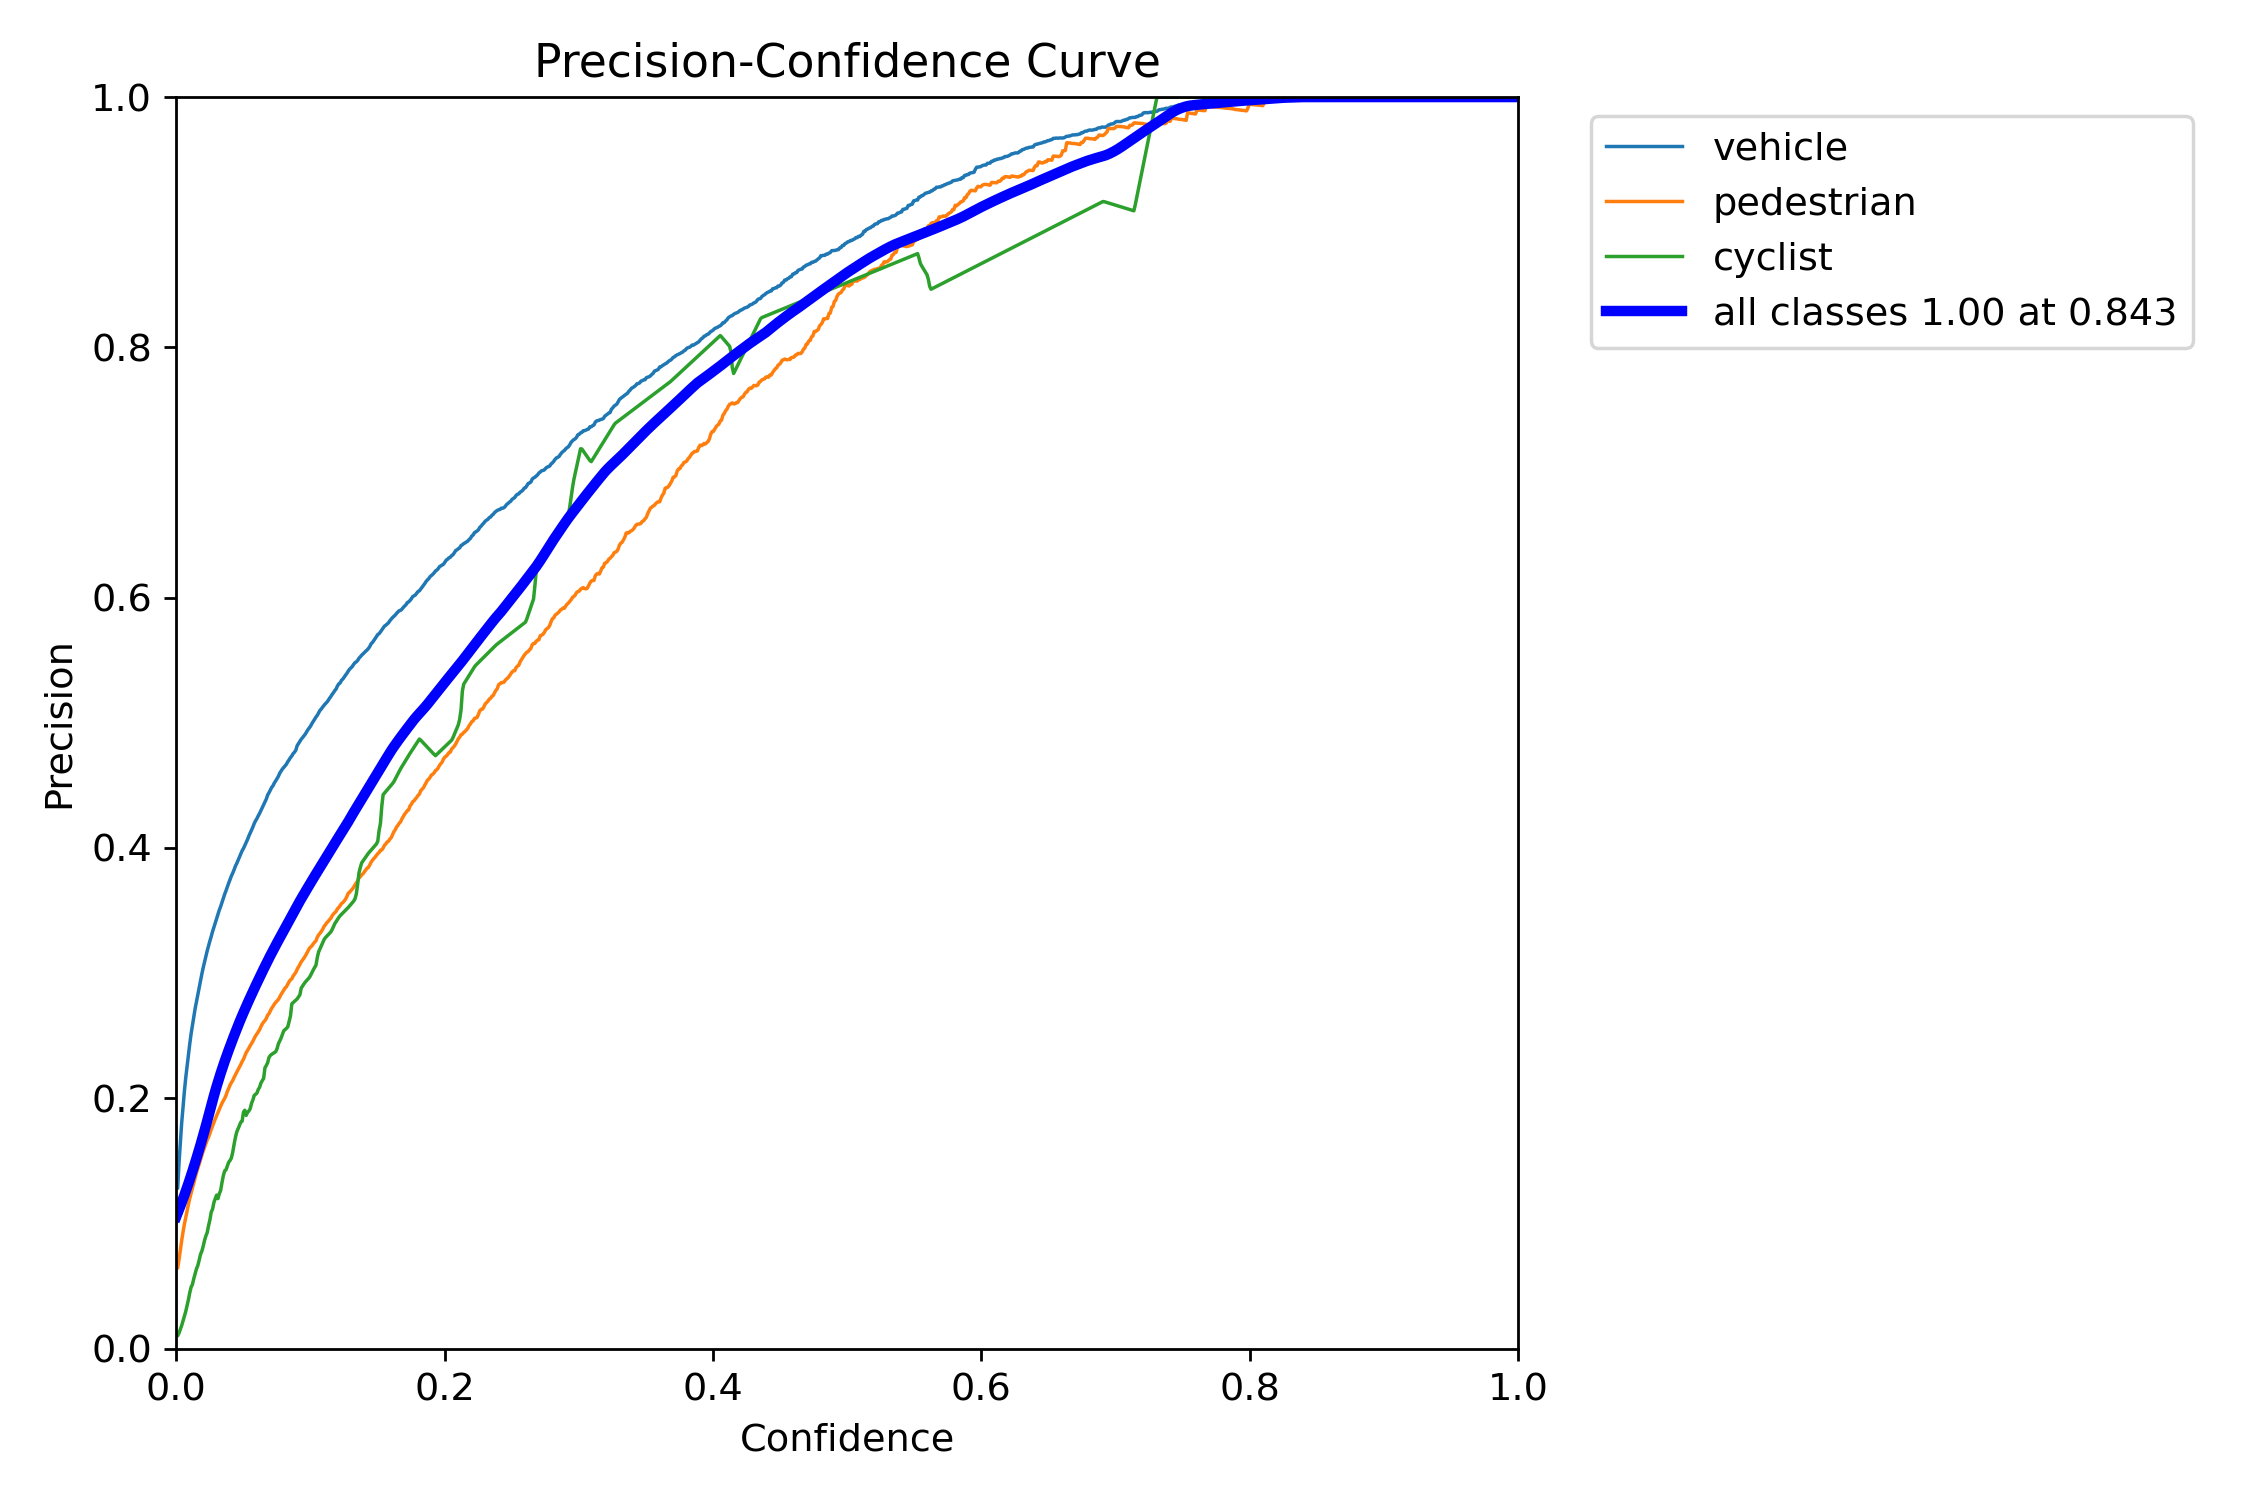 Precision-Confidence Curve
1.0
0.8
0.6
0.4
0.2
0.0
Precision
0.0 0.2 0.4 0.6 0.8 1.0
Confidence
vehicle
pedestrian
cyclist
all classes 1.00 at 0.843